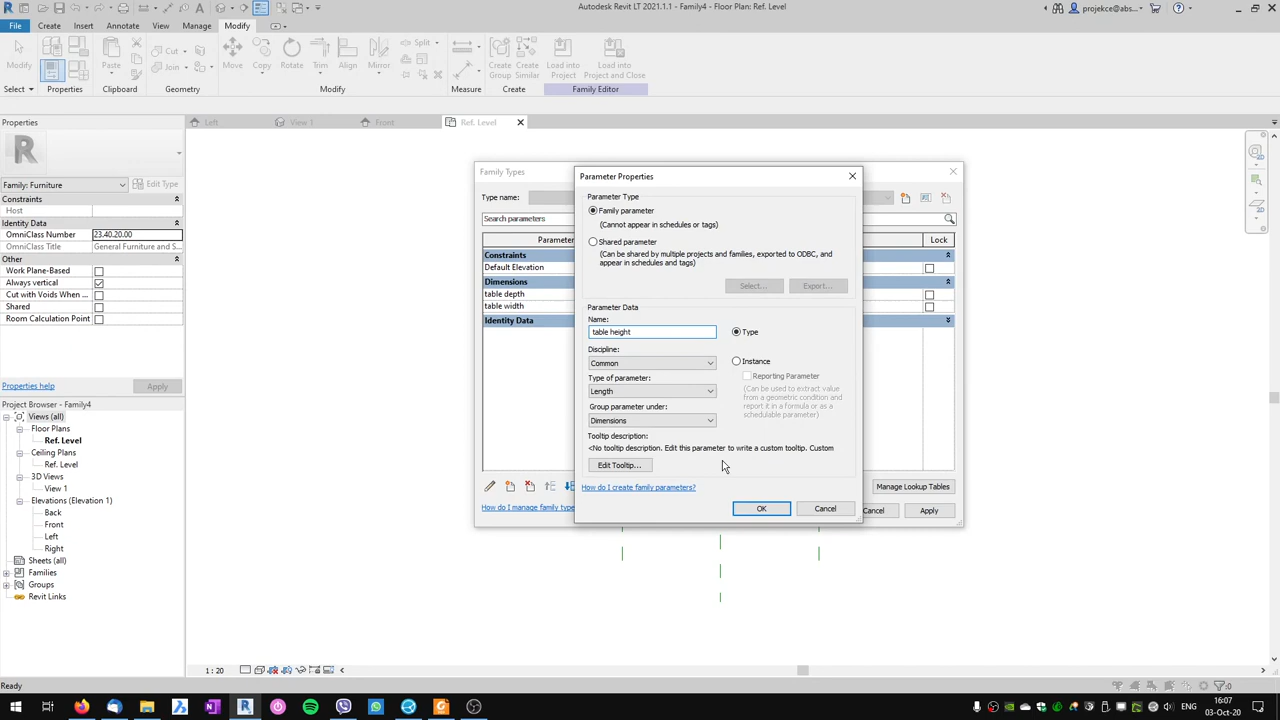 Autodesk Revit LT 2021.1.1 - Family4 - Floor Plan: Ref. Level
projekce@abs...
File Create Insert Annotate View Manage Modify
Modify
Paste
Cut
Join
Move
Copy
Rotate
Trim
Align
Mirror
Split
Create Group
Create Similar
Load into Project
Load into Project and Close
Select Properties Clipboard Geometry Modify Measure Create Family Editor
Properties
Left View 1 Front Ref. Level
Family: Furniture Edit Type
Constraints
Host
Identity Data
OmniClass Number 23.40.20.00
OmniClass Title General Furniture and S...
Other
Work Plane-Based
Always vertical
Cut with Voids When ...
Shared
Room Calculation Point
Properties help Apply
Project Browser - Family4
Views (all)
Floor Plans
Ref. Level
Ceiling Plans
Ref. Level
3D Views
View 1
Elevations (Elevation 1)
Back
Front
Left
Right
Sheets (all)
Families
Groups
Revit Links
Family Types
Type name:
Search parameters
Lock
Constraints
Default Elevation
Dimensions
table depth
table width
Identity Data
Manage Lookup Tables
Apply
Parameter Properties
Parameter Type
Family parameter
(Cannot appear in schedules or tags)
Shared parameter
(Can be shared by multiple projects and families, exported to ODBC, and
appear in schedules and tags)
Select... Export...
Parameter Data
Name:
table height Type
Discipline:
Common Instance
Reporting Parameter
Type of parameter:
Length
(Can be used to extract value
from a geometric condition and
report it in a formula or as a
schedulable parameter)
Group parameter under:
Dimensions
Tooltip description:
<No tooltip description. Edit this parameter to write a custom tooltip. Custom
Edit Tooltip...
How do I create family parameters?
OK Cancel
1 : 20
Ready
:0
ENG
16:07
03-Oct-20